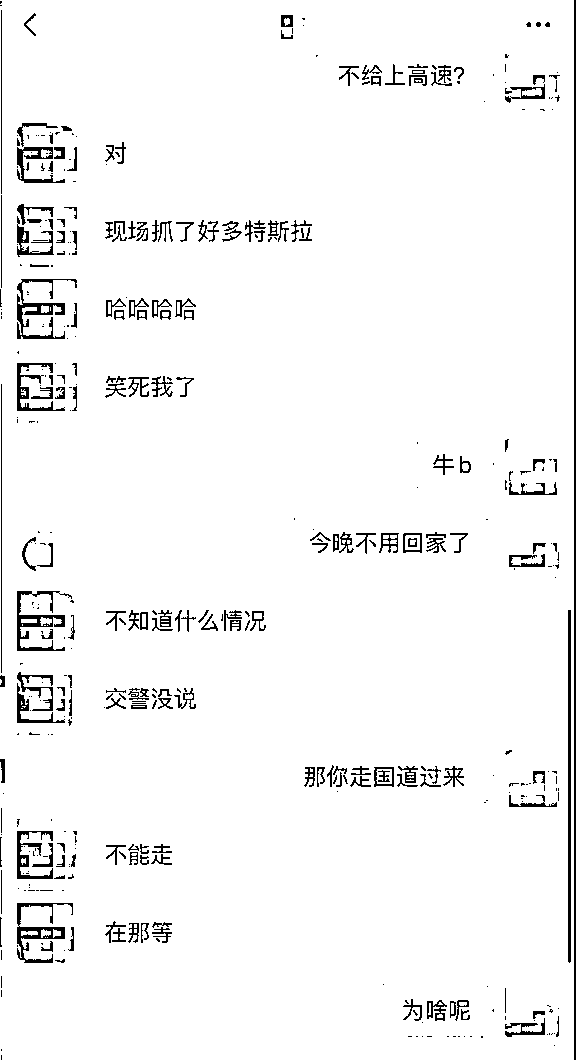 不给上高速?
对
现场抓了好多特斯拉
哈哈哈哈
笑死我了
牛b
今晚不用回家了
不知道什么情况
交警没说
那你走国道过来
不能走
在那等
为啥呢